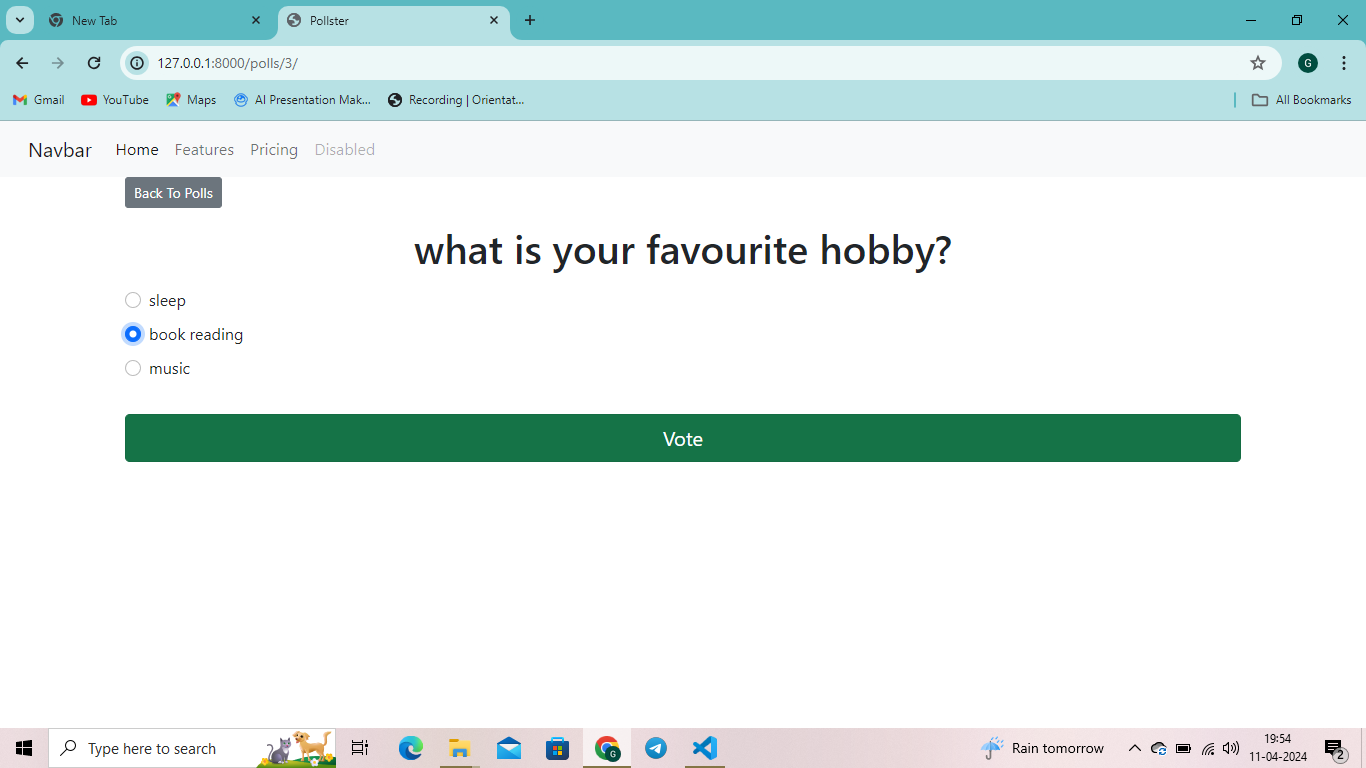 New Tab
Pollster
127.0.0.1:8000/polls/3/
G
Gmail
YouTube
Maps
AI Presentation Mak...
Recording | Orientat...
All Bookmarks
Navbar
Home
Features
Pricing
Disabled
Back To Polls
what is your favourite hobby?
sleep
book reading
music
Vote
Type here to search
G
Rain tomorrow
19:54
11-04-2024
2